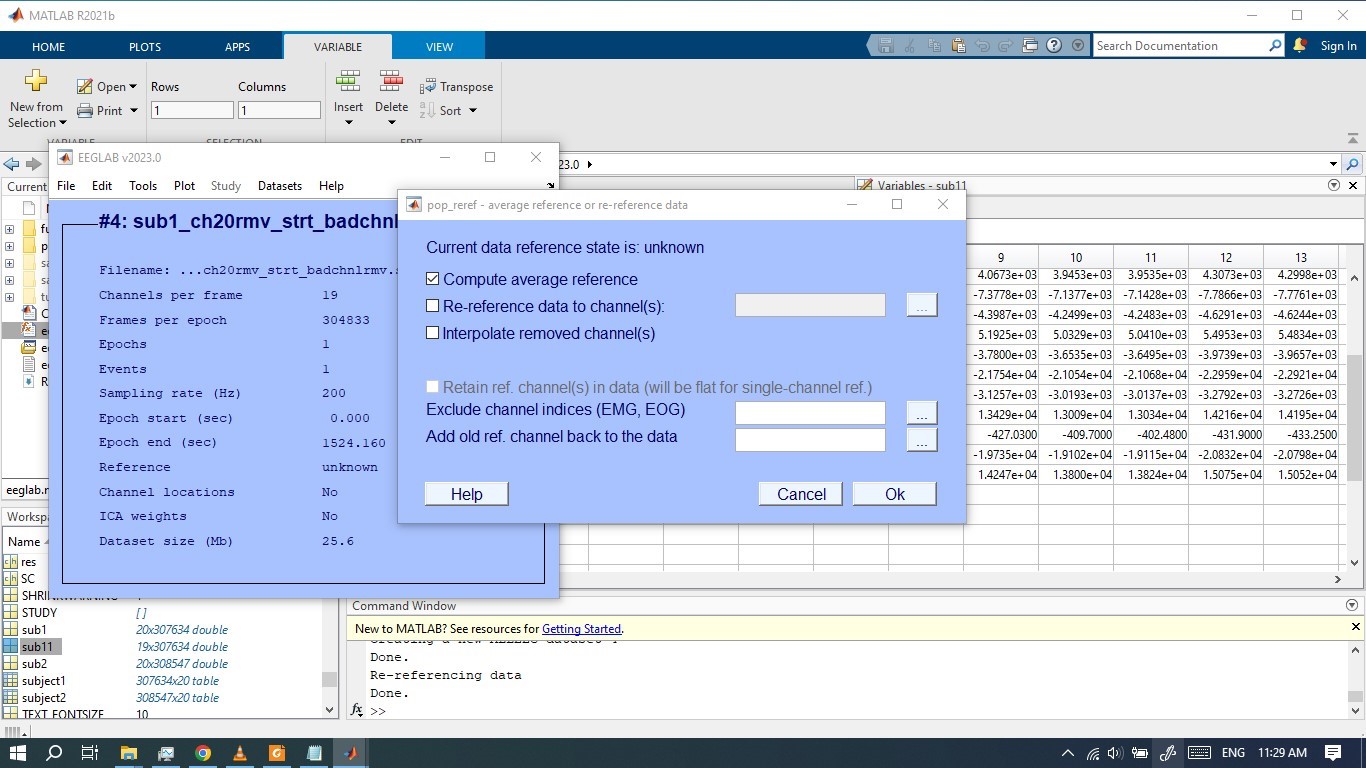 MATLAB R2021b
HOME PLOTS APPS VARIABLE VIEW
Search Documentation Sign In
New from Selection
Open
Print
Rows Columns
1 1
Insert
Delete
Transpose
Sort
23.0
Current
EEGLAB v2023.0
File Edit Tools Plot Study Datasets Help
#4: sub1_ch20rmv_strt_badchnl
Filename: ...ch20rmv_strt_badchnlrmv.
Channels per frame 19
Frames per epoch 304833
Epochs 1
Events 1
Sampling rate (Hz) 200
Epoch start (sec) 0.000
Epoch end (sec) 1524.160
Reference unknown
Channel locations No
ICA weights No
Dataset size (Mb) 25.6
pop_reref - average reference or re-reference data
Current data reference state is: unknown
Compute average reference
Re-reference data to channel(s):
...
Interpolate removed channel(s)
Retain ref. channel(s) in data (will be flat for single-channel ref.)
Exclude channel indices (EMG, EOG)
...
Add old ref. channel back to the data
...
Help Cancel Ok
Variables - sub11
9 10 11 12 13
4.0673e+03 3.9453e+03 3.9535e+03 4.3073e+03 4.2998e+03
-7.3778e+03 -7.1377e+03 -7.1428e+03 -7.7866e+03 -7.7761e+03
-4.3987e+03 -4.2499e+03 -4.2483e+03 -4.6291e+03 -4.6244e+03
5.1925e+03 5.0329e+03 5.0410e+03 5.4953e+03 5.4834e+03
-3.7800e+03 -3.6535e+03 -3.6495e+03 -3.9739e+03 -3.9657e+03
-2.1754e+04 -2.1054e+04 -2.1068e+04 -2.2959e+04 -2.2921e+04
-3.1257e+04 -3.0193e+04 -3.0137e+04 -3.2792e+04 -3.2726e+04
1.3429e+04 1.3009e+04 1.3034e+04 1.4216e+04 1.4195e+04
-427.0300 -409.7000 -402.4800 -431.9000 -433.2500
-1.9735e+04 -1.9102e+04 -1.9115e+04 -2.0832e+04 -2.0798e+04
1.4247e+04 1.3800e+04 1.3824e+04 1.5075e+04 1.5052e+04
eeglab.
Worksp
Name
res
SC
STUDY []
sub1 20x307634 double
sub11 19x307634 double
sub2 20x308547 double
subject1 307634x20 table
subject2 308547x20 table
TEXT_FONTSIZE 10
Command Window
New to MATLAB? See resources for Getting Started.
Done.
Re-referencing data
Done.
fx >>
ENG 11:29 AM